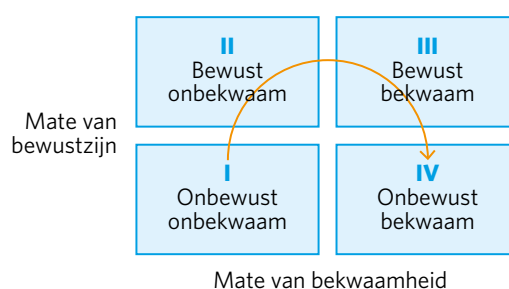 II
Bewust
onbekwaam
III
Bewust
bekwaam
Mate van
bewustzijn
I
Onbewust
onbekwaam
IV
Onbewust
bekwaam
Mate van bekwaamheid